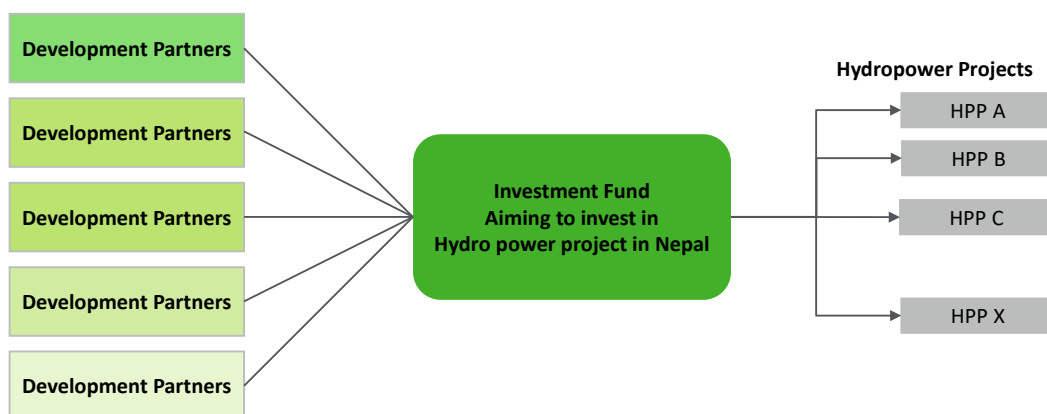 Development Partners
Development Partners
Development Partners
Development Partners
Development Partners
Investment Fund
Aiming to invest in
Hydro power project in Nepal
Hydropower Projects
HPP A
HPP B
HPP C
HPP X